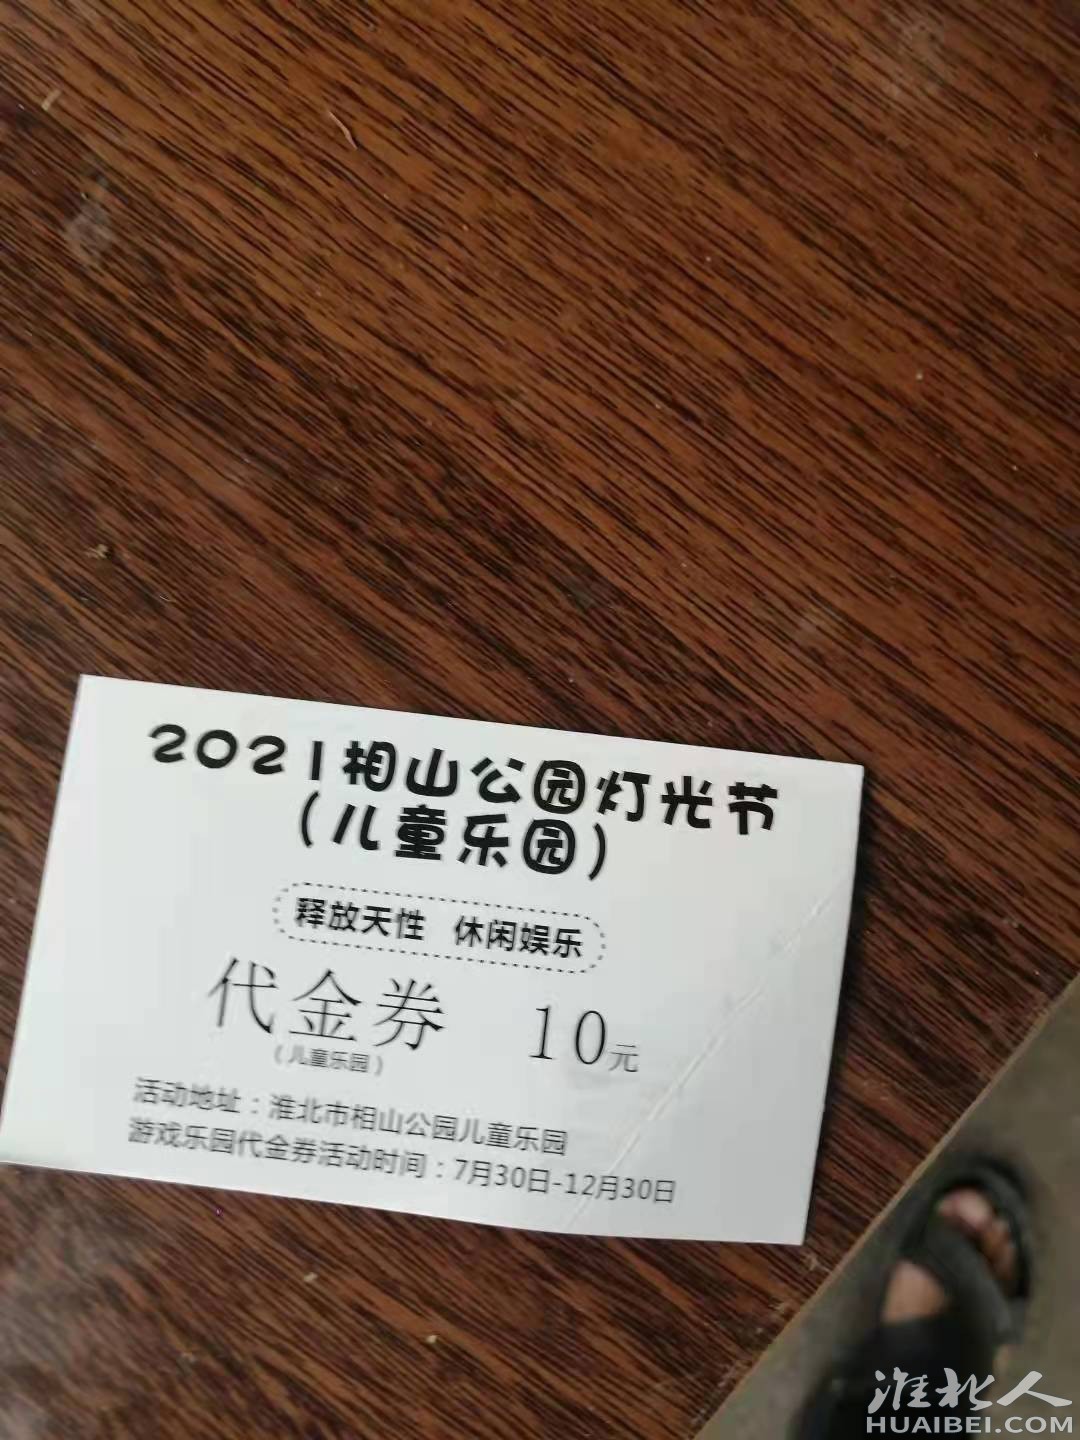 2021相山公园灯光节
（儿童乐园）
释放天性 休闲娱乐
代金券 10元
（儿童乐园）
活动地址：淮北市相山公园儿童乐园
游戏乐园代金券活动时间：7月30日-12月30日
淮北人
HUAIBEI.COM